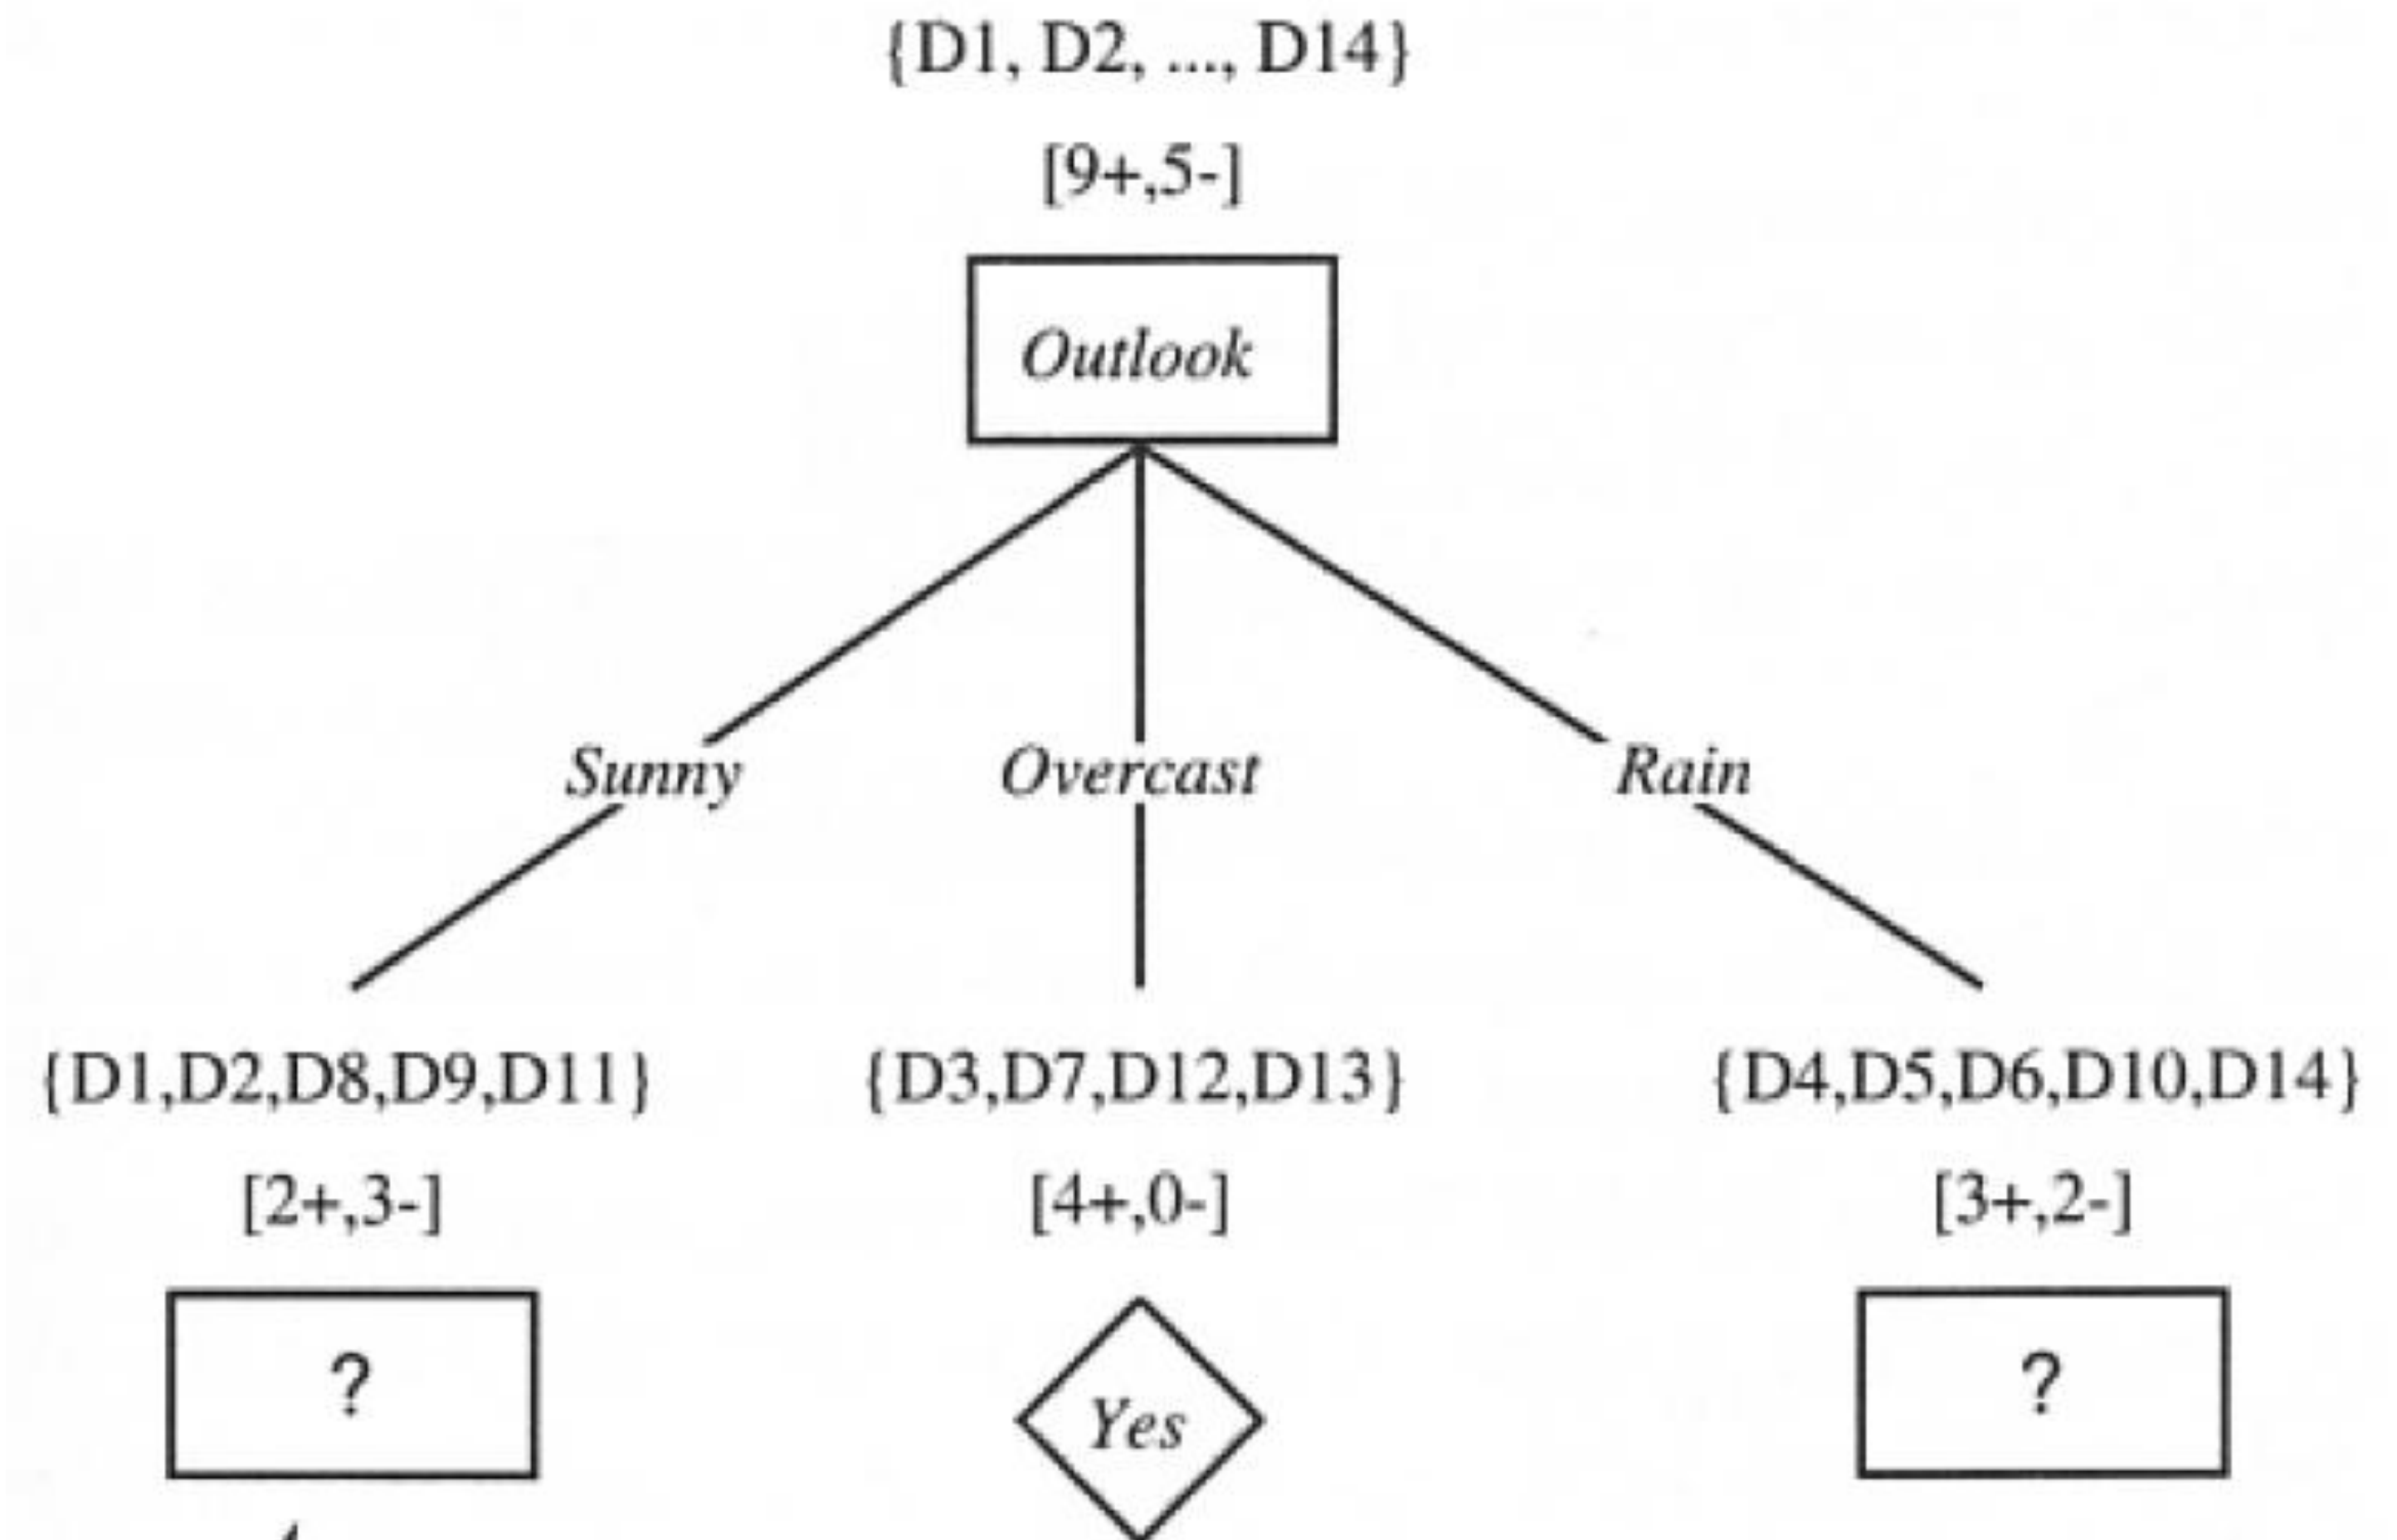 {D1, D2, ..., D14}
[9+,5-]
Outlook
Sunny Overcast Rain
{D1,D2,D8,D9,D11} {D3,D7,D12,D13} {D4,D5,D6,D10,D14}
[2+,3-] [4+,0-] [3+,2-]
? Yes ?